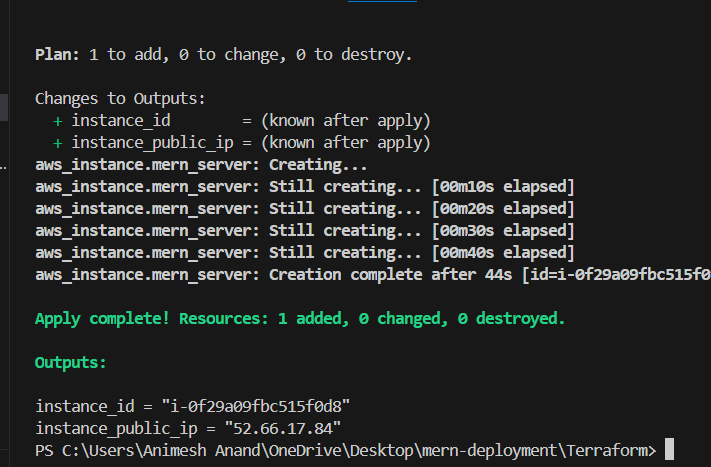 Plan: 1 to add, 0 to change, 0 to destroy.
Changes to Outputs:
+ instance_id = (known after apply)
+ instance_public_ip = (known after apply)
aws_instance.mern_server: Creating...
aws_instance.mern_server: Still creating... [00m10s elapsed]
aws_instance.mern_server: Still creating... [00m20s elapsed]
aws_instance.mern_server: Still creating... [00m30s elapsed]
aws_instance.mern_server: Still creating... [00m40s elapsed]
aws_instance.mern_server: Creation complete after 44s [id=i-0f29a09fbc515f0
Apply complete! Resources: 1 added, 0 changed, 0 destroyed.
Outputs:
instance_id = "i-0f29a09fbc515f0d8"
instance_public_ip = "52.66.17.84"
PS C:\Users\Animesh Anand\OneDrive\Desktop\mern-deployment\Terraform>